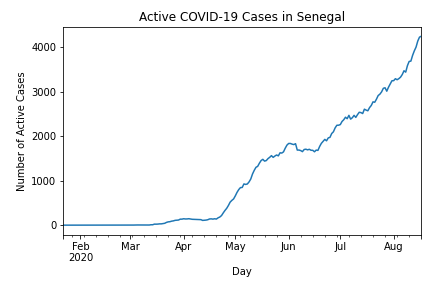 Active COVID-19 Cases in Senegal
4000
3000
2000
1000
0
Number of Active Cases
Feb Mar Apr May Jun Jul Aug
2020
Day